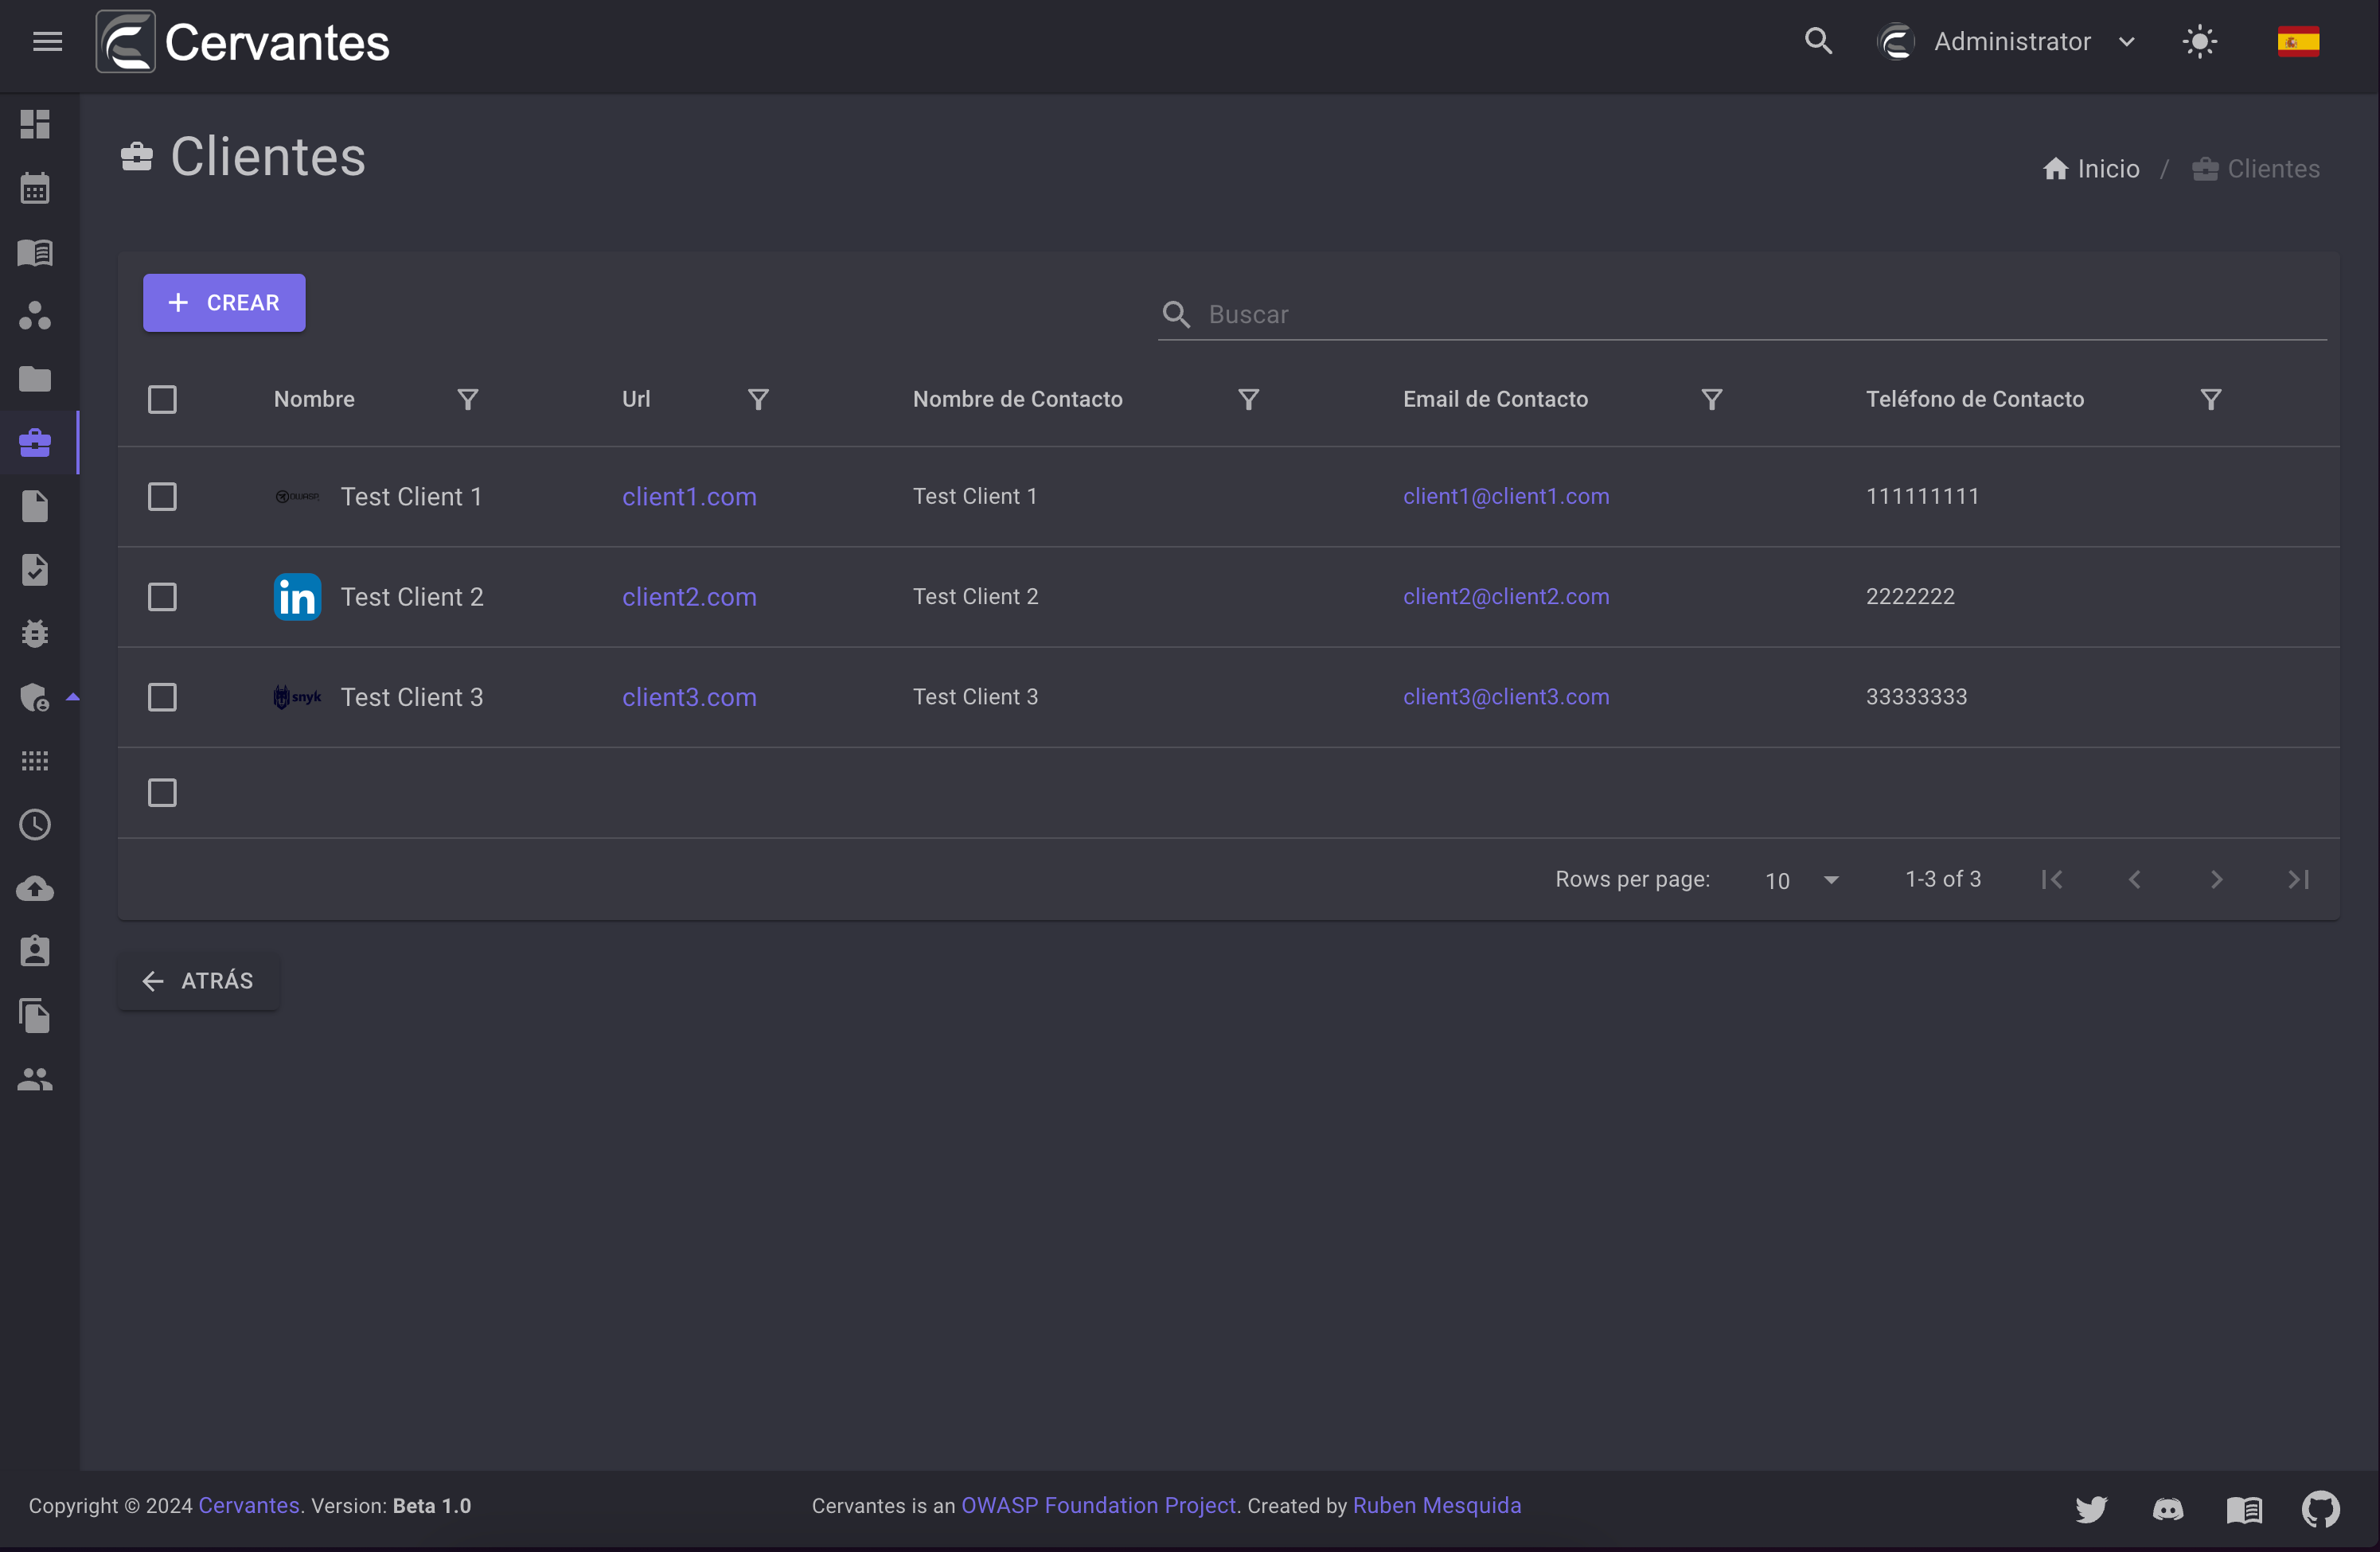 Cervantes
Administrator
Clientes
Inicio / Clientes
CREAR
Buscar
Nombre Url Nombre de Contacto Email de Contacto Teléfono de Contacto
OWASP Test Client 1 client1.com Test Client 1 client1@client1.com 111111111
in Test Client 2 client2.com Test Client 2 client2@client2.com 2222222
snyk Test Client 3 client3.com Test Client 3 client3@client3.com 33333333
Rows per page: 10 1-3 of 3
ATRÁS
Copyright © 2024 Cervantes. Version: Beta 1.0
Cervantes is an OWASP Foundation Project. Created by Ruben Mesquida